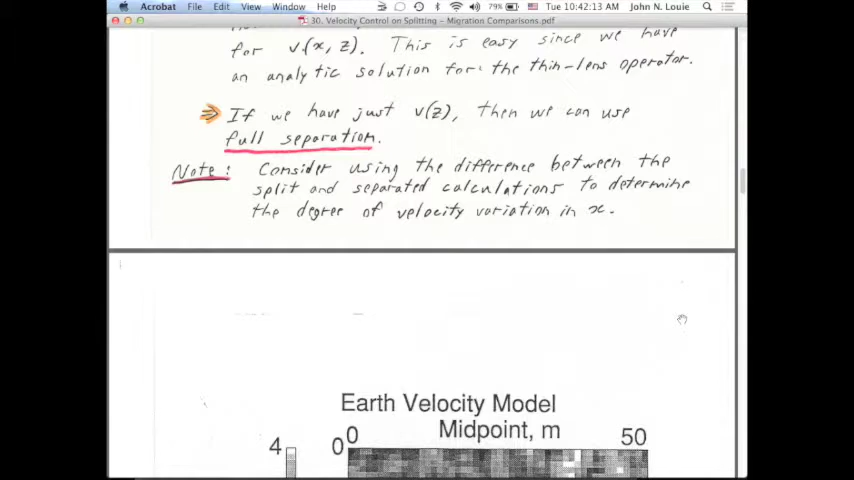 Acrobat File Edit View Window Help 79% Tue 10:42:13 AM John N. Louie
30. Velocity Control on Splitting – Migration Comparisons.pdf
for v(x, z). This is easy since we have
an analytic solution for the thin-lens operator.
If we have just v(z), then we can use
full separation.
Note: Consider using the difference between the
split and separated calculations to determine
the degree of velocity variation in x.
Earth Velocity Model
Midpoint, m
0 50
4 0